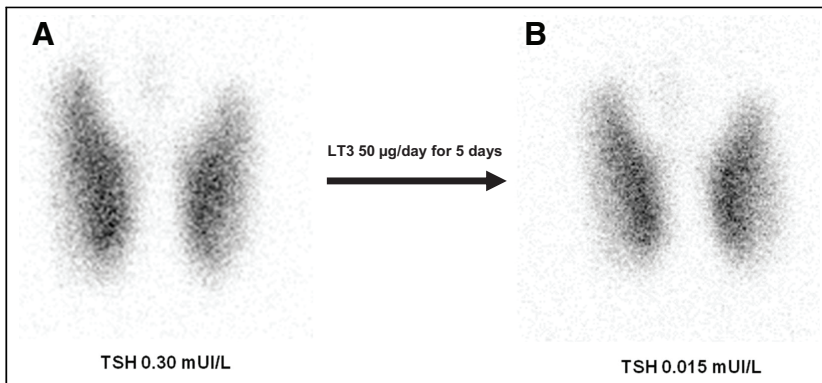 A
B
LT3 50 µg/day for 5 days
TSH 0.30 mUI/L
TSH 0.015 mUI/L